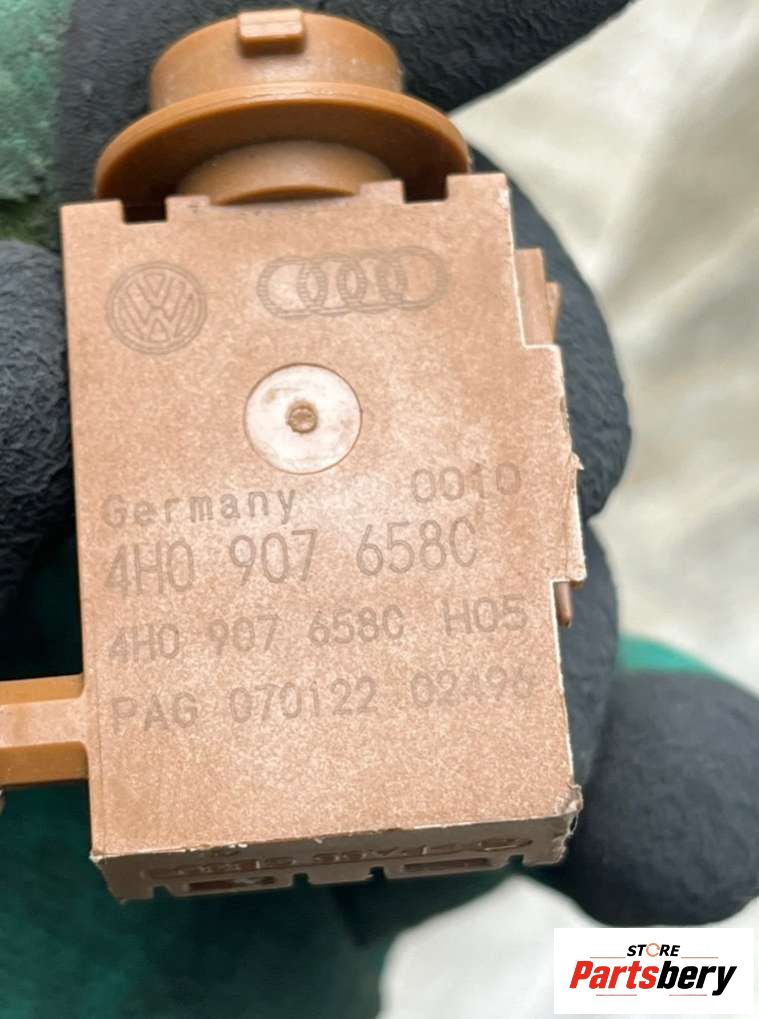 Germany 0010
4H0 907 658C
4H0 907 658C H05
PAG 070122 02496
STORE
Partsbery